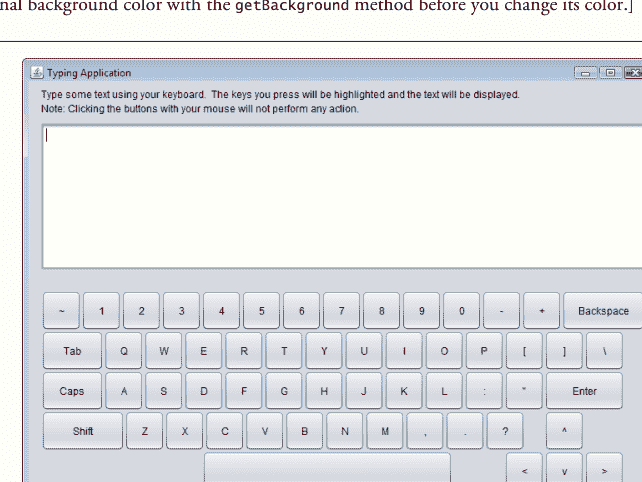 nal background color with the getBackground method before you change its color.]
Typing Application
Type some text using your keyboard. The keys you press will be highlighted and the text will be displayed.
Note: Clicking the buttons with your mouse will not perform any action.
~ 1 2 3 4 5 6 7 8 9 0 - + Backspace
Tab Q W E R T Y U I O P [ ] \
Caps A S D F G H J K L : " Enter
Shift Z X C V B N M , . ? ^
< v >